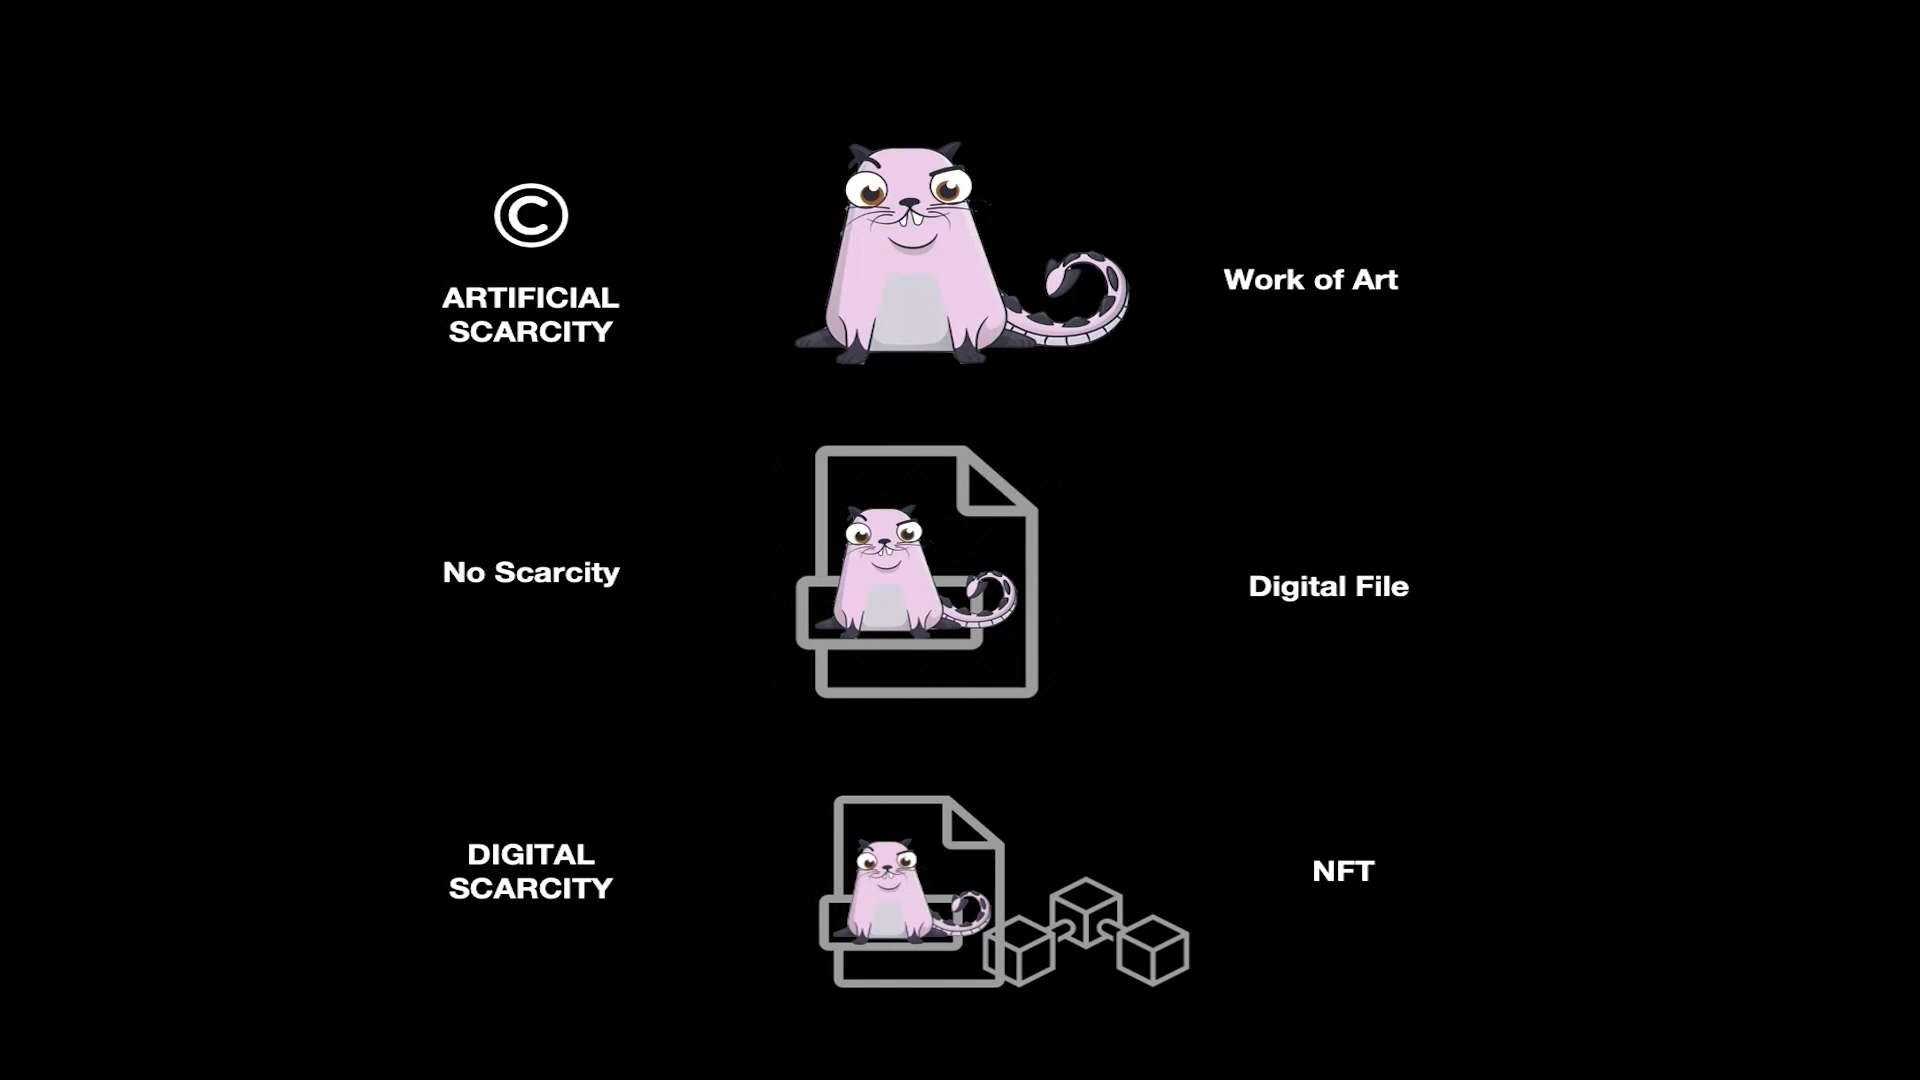 ©
ARTIFICIAL
SCARCITY
Work of Art
No Scarcity
Digital File
DIGITAL
SCARCITY
NFT